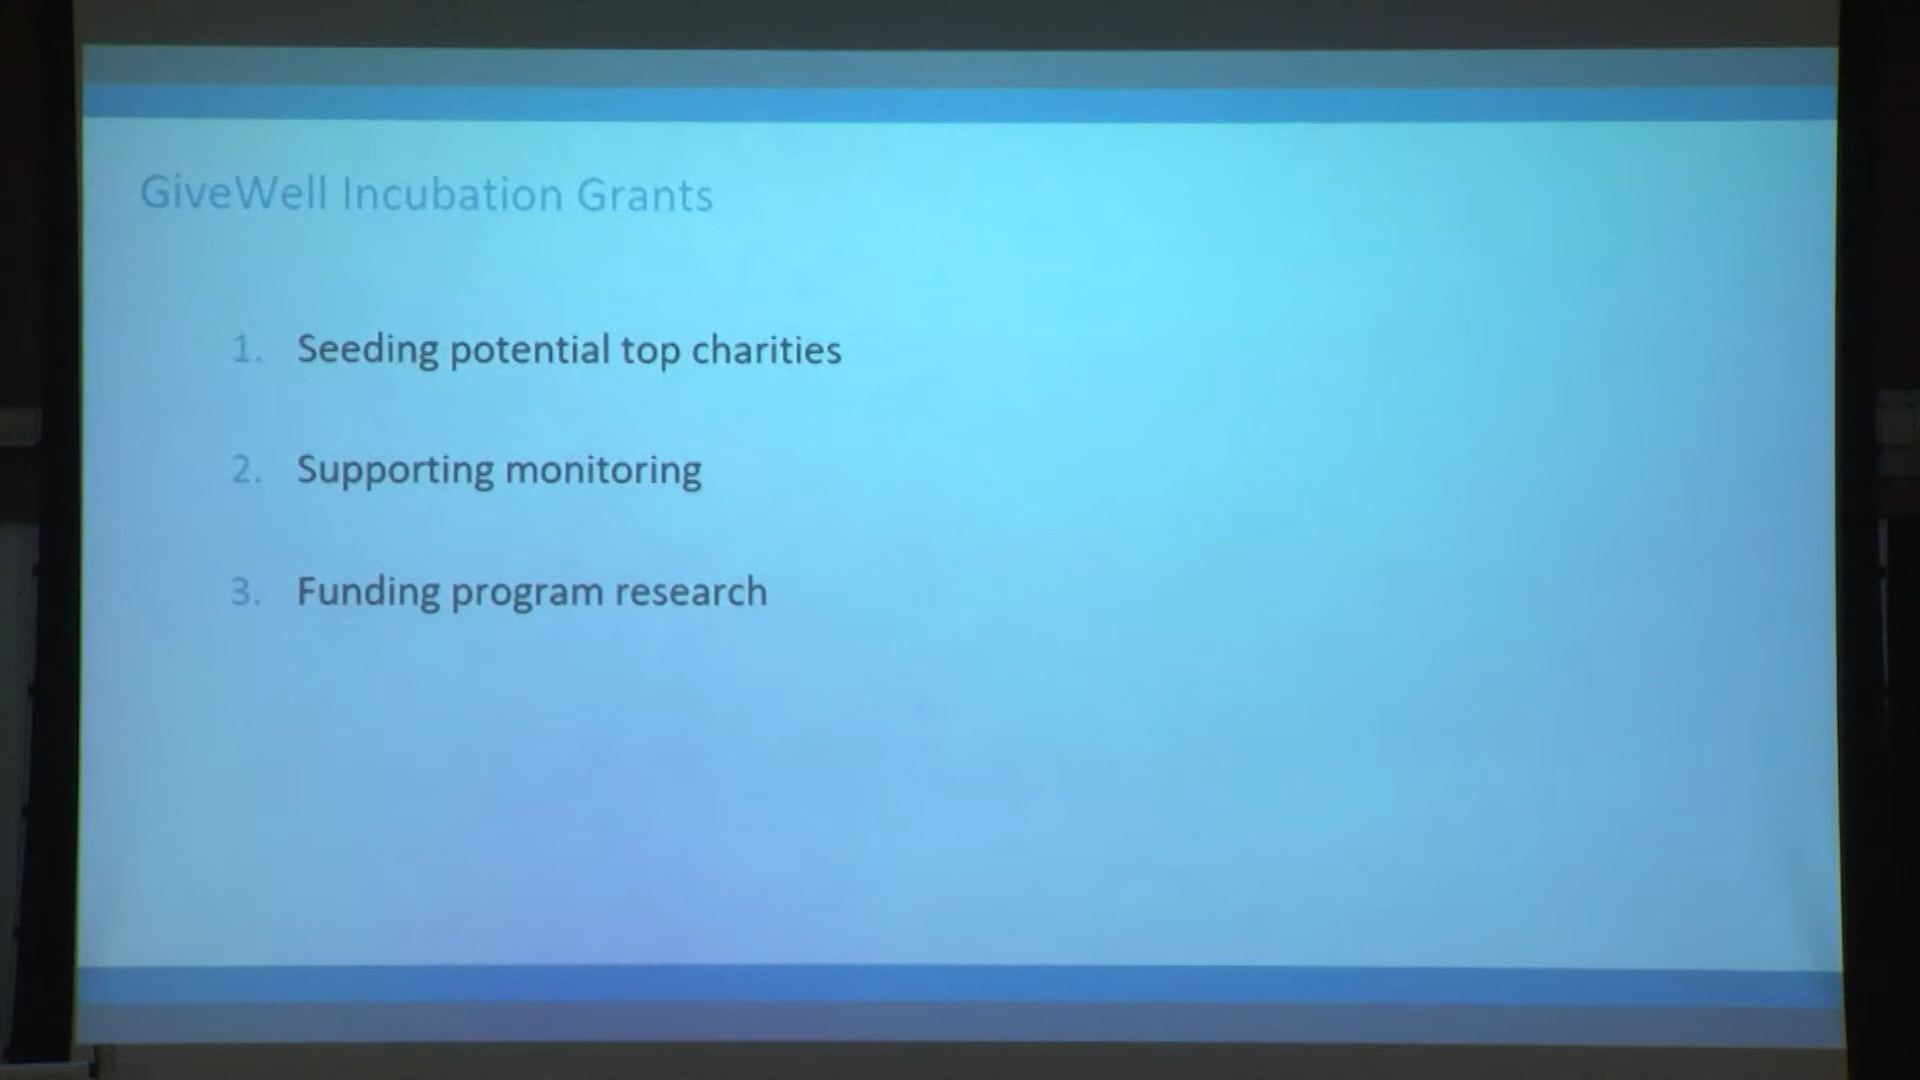 GiveWell Incubation Grants
1. Seeding potential top charities
2. Supporting monitoring
3. Funding program research